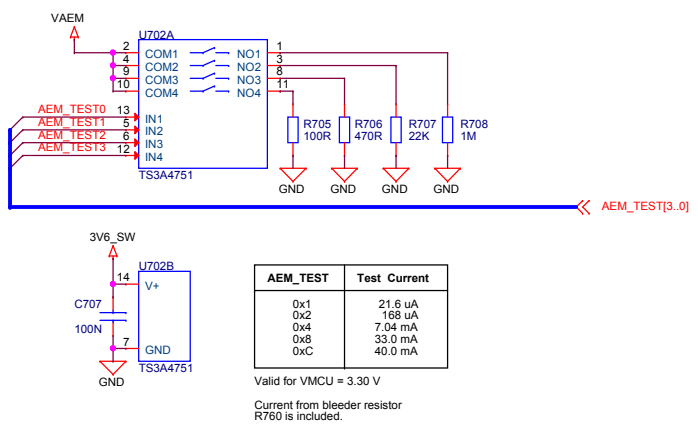 VAEM
U702A
2 COM1 NO1 1
4 COM2 NO2 3
9 COM3 NO3 8
10 COM4 NO4 11
AEM_TEST0 13 IN1
AEM_TEST1 5 IN2
AEM_TEST2 6 IN3
AEM_TEST3 12 IN4
TS3A4751
R705 R706 R707 R708
100R 470R 22K 1M
GND GND GND GND
AEM_TEST[3..0]
3V6_SW
U702B
14 V+
C707
100N
7 GND
TS3A4751
GND
AEM_TEST Test Current
0x1 21.6 uA
0x2 168 uA
0x4 7.04 mA
0x8 33.0 mA
0xC 40.0 mA
Valid for VMCU = 3.30 V
Current from bleeder resistor
R760 is included.